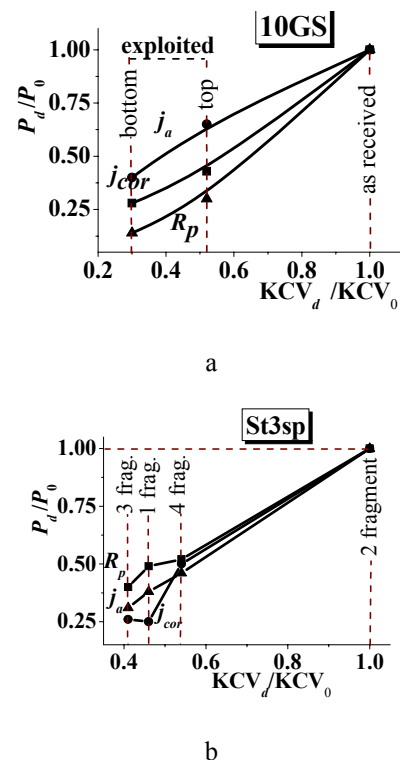 10GS
P_d/P_0
1.00
0.75
0.50
0.25
exploited
bottom
top
as received
j_a
j_cor
R_p
0.2 0.4 0.6 0.8 1.0
KCV_d /KCV_0
a
St3sp
P_d/P_0
1.00
0.75
0.50
0.25
3 frag.
1 frag.
4 frag.
2 fragment
R_p
j_a
j_cor
0.4 0.6 0.8 1.0
KCV_d/KCV_0
b